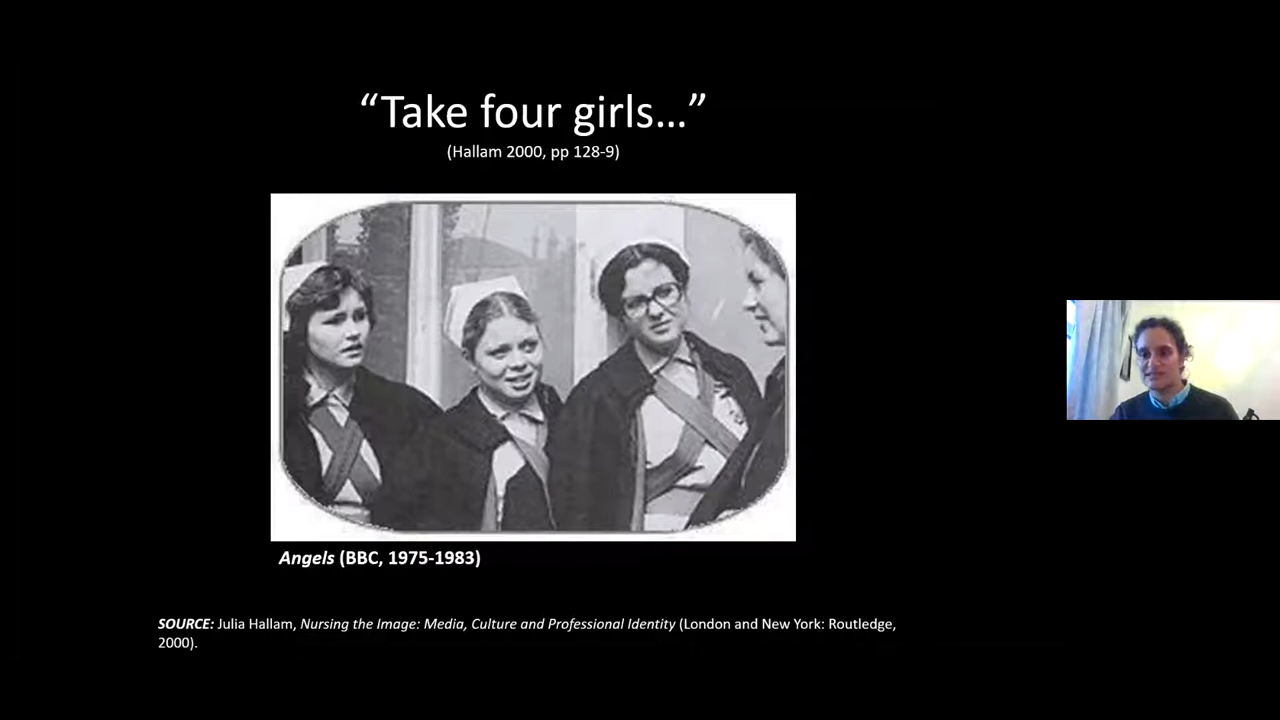 “Take four girls…”
(Hallam 2000, pp 128-9)
Angels (BBC, 1975-1983)
SOURCE: Julia Hallam, Nursing the Image: Media, Culture and Professional Identity (London and New York: Routledge,
2000).